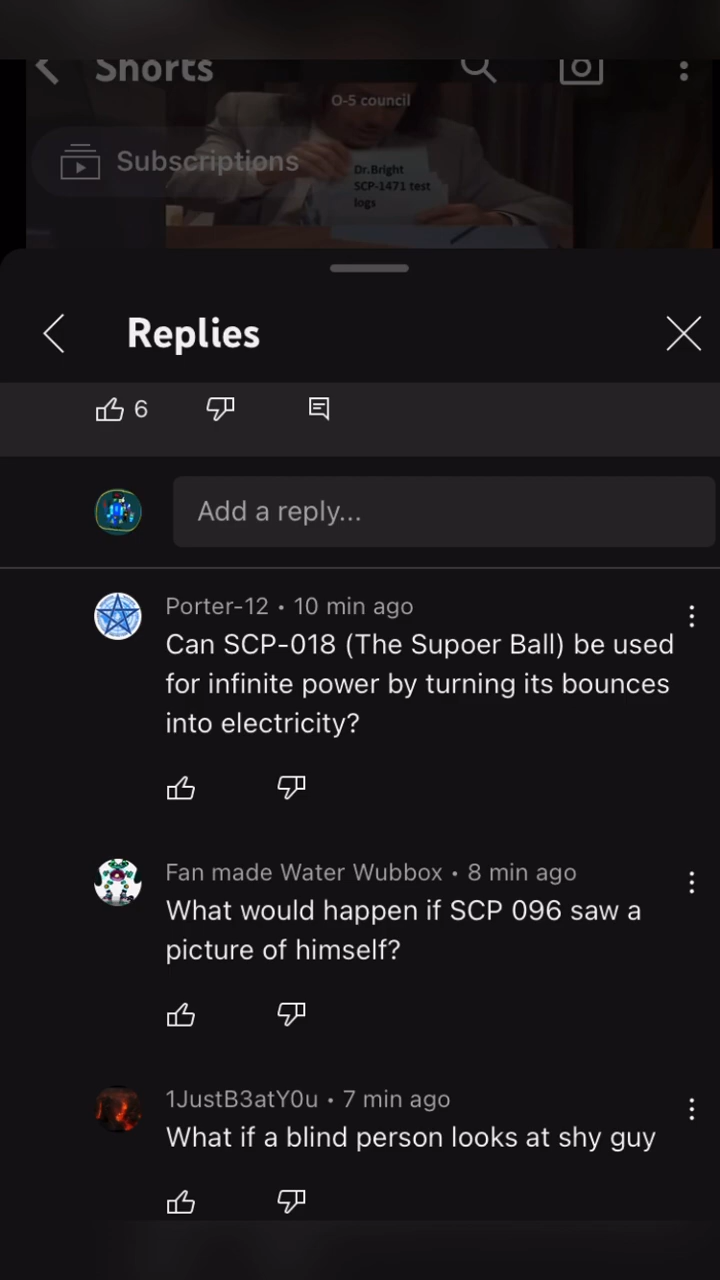 Shorts
O-5 council
Subscriptions
Dr.Bright
SCP-1471 test
logs
Replies
6
Add a reply...
Porter-12 • 10 min ago
Can SCP-018 (The Supoer Ball) be used
for infinite power by turning its bounces
into electricity?
Fan made Water Wubbox • 8 min ago
What would happen if SCP 096 saw a
picture of himself?
1JustB3atY0u • 7 min ago
What if a blind person looks at shy guy